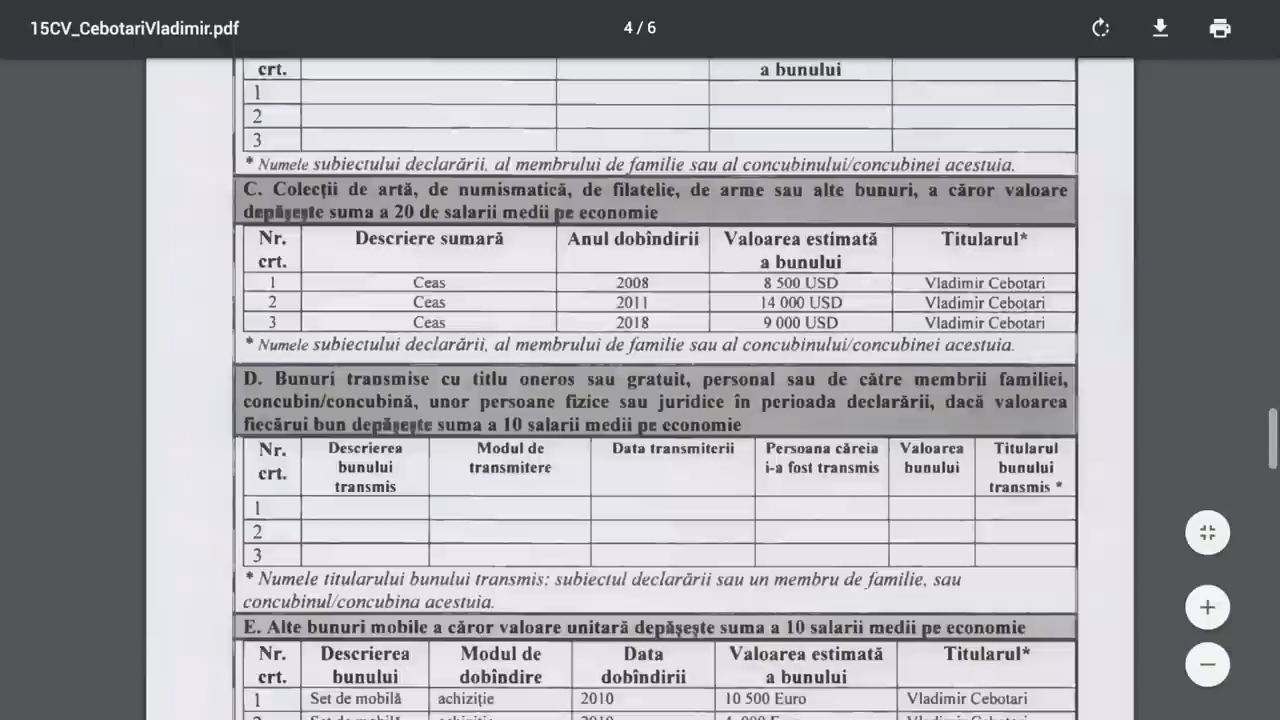 15CV_CebotariVladimir.pdf
4 / 6
crt. a bunului
1
2
3
* Numele subiectului declarării, al membrului de familie sau al concubinului/concubinei acestuia.
C. Colecții de artă, de numismatică, de filatelie, de arme sau alte bunuri, a căror valoare
depășește suma a 20 de salarii medii pe economie
Nr. Descriere sumară Anul dobîndirii Valoarea estimată Titularul*
crt. a bunului
1 Ceas 2008 8 500 USD Vladimir Cebotari
2 Ceas 2011 14 000 USD Vladimir Cebotari
3 Ceas 2018 9 000 USD Vladimir Cebotari
* Numele subiectului declarării, al membrului de familie sau al concubinului/concubinei acestuia.
D. Bunuri transmise cu titlu oneros sau gratuit, personal sau de către membrii familiei,
concubin/concubină, unor persoane fizice sau juridice în perioada declarării, dacă valoarea
fiecărui bun depășește suma a 10 salarii medii pe economie
Nr. Descrierea Modul de Data transmiterii Persoana căreia Valoarea Titularul
crt. bunului transmitere i-a fost transmis bunului bunului
transmis transmis *
1
2
3
* Numele titularului bunului transmis: subiectul declarării sau un membru de familie, sau
concubinul/concubina acestuia.
E. Alte bunuri mobile a căror valoare unitară depășește suma a 10 salarii medii pe economie
Nr. Descrierea Modul de Data Valoarea estimată Titularul*
crt. bunului dobîndire dobîndirii a bunului
1 Set de mobilă achiziție 2010 10 500 Euro Vladimir Cebotari